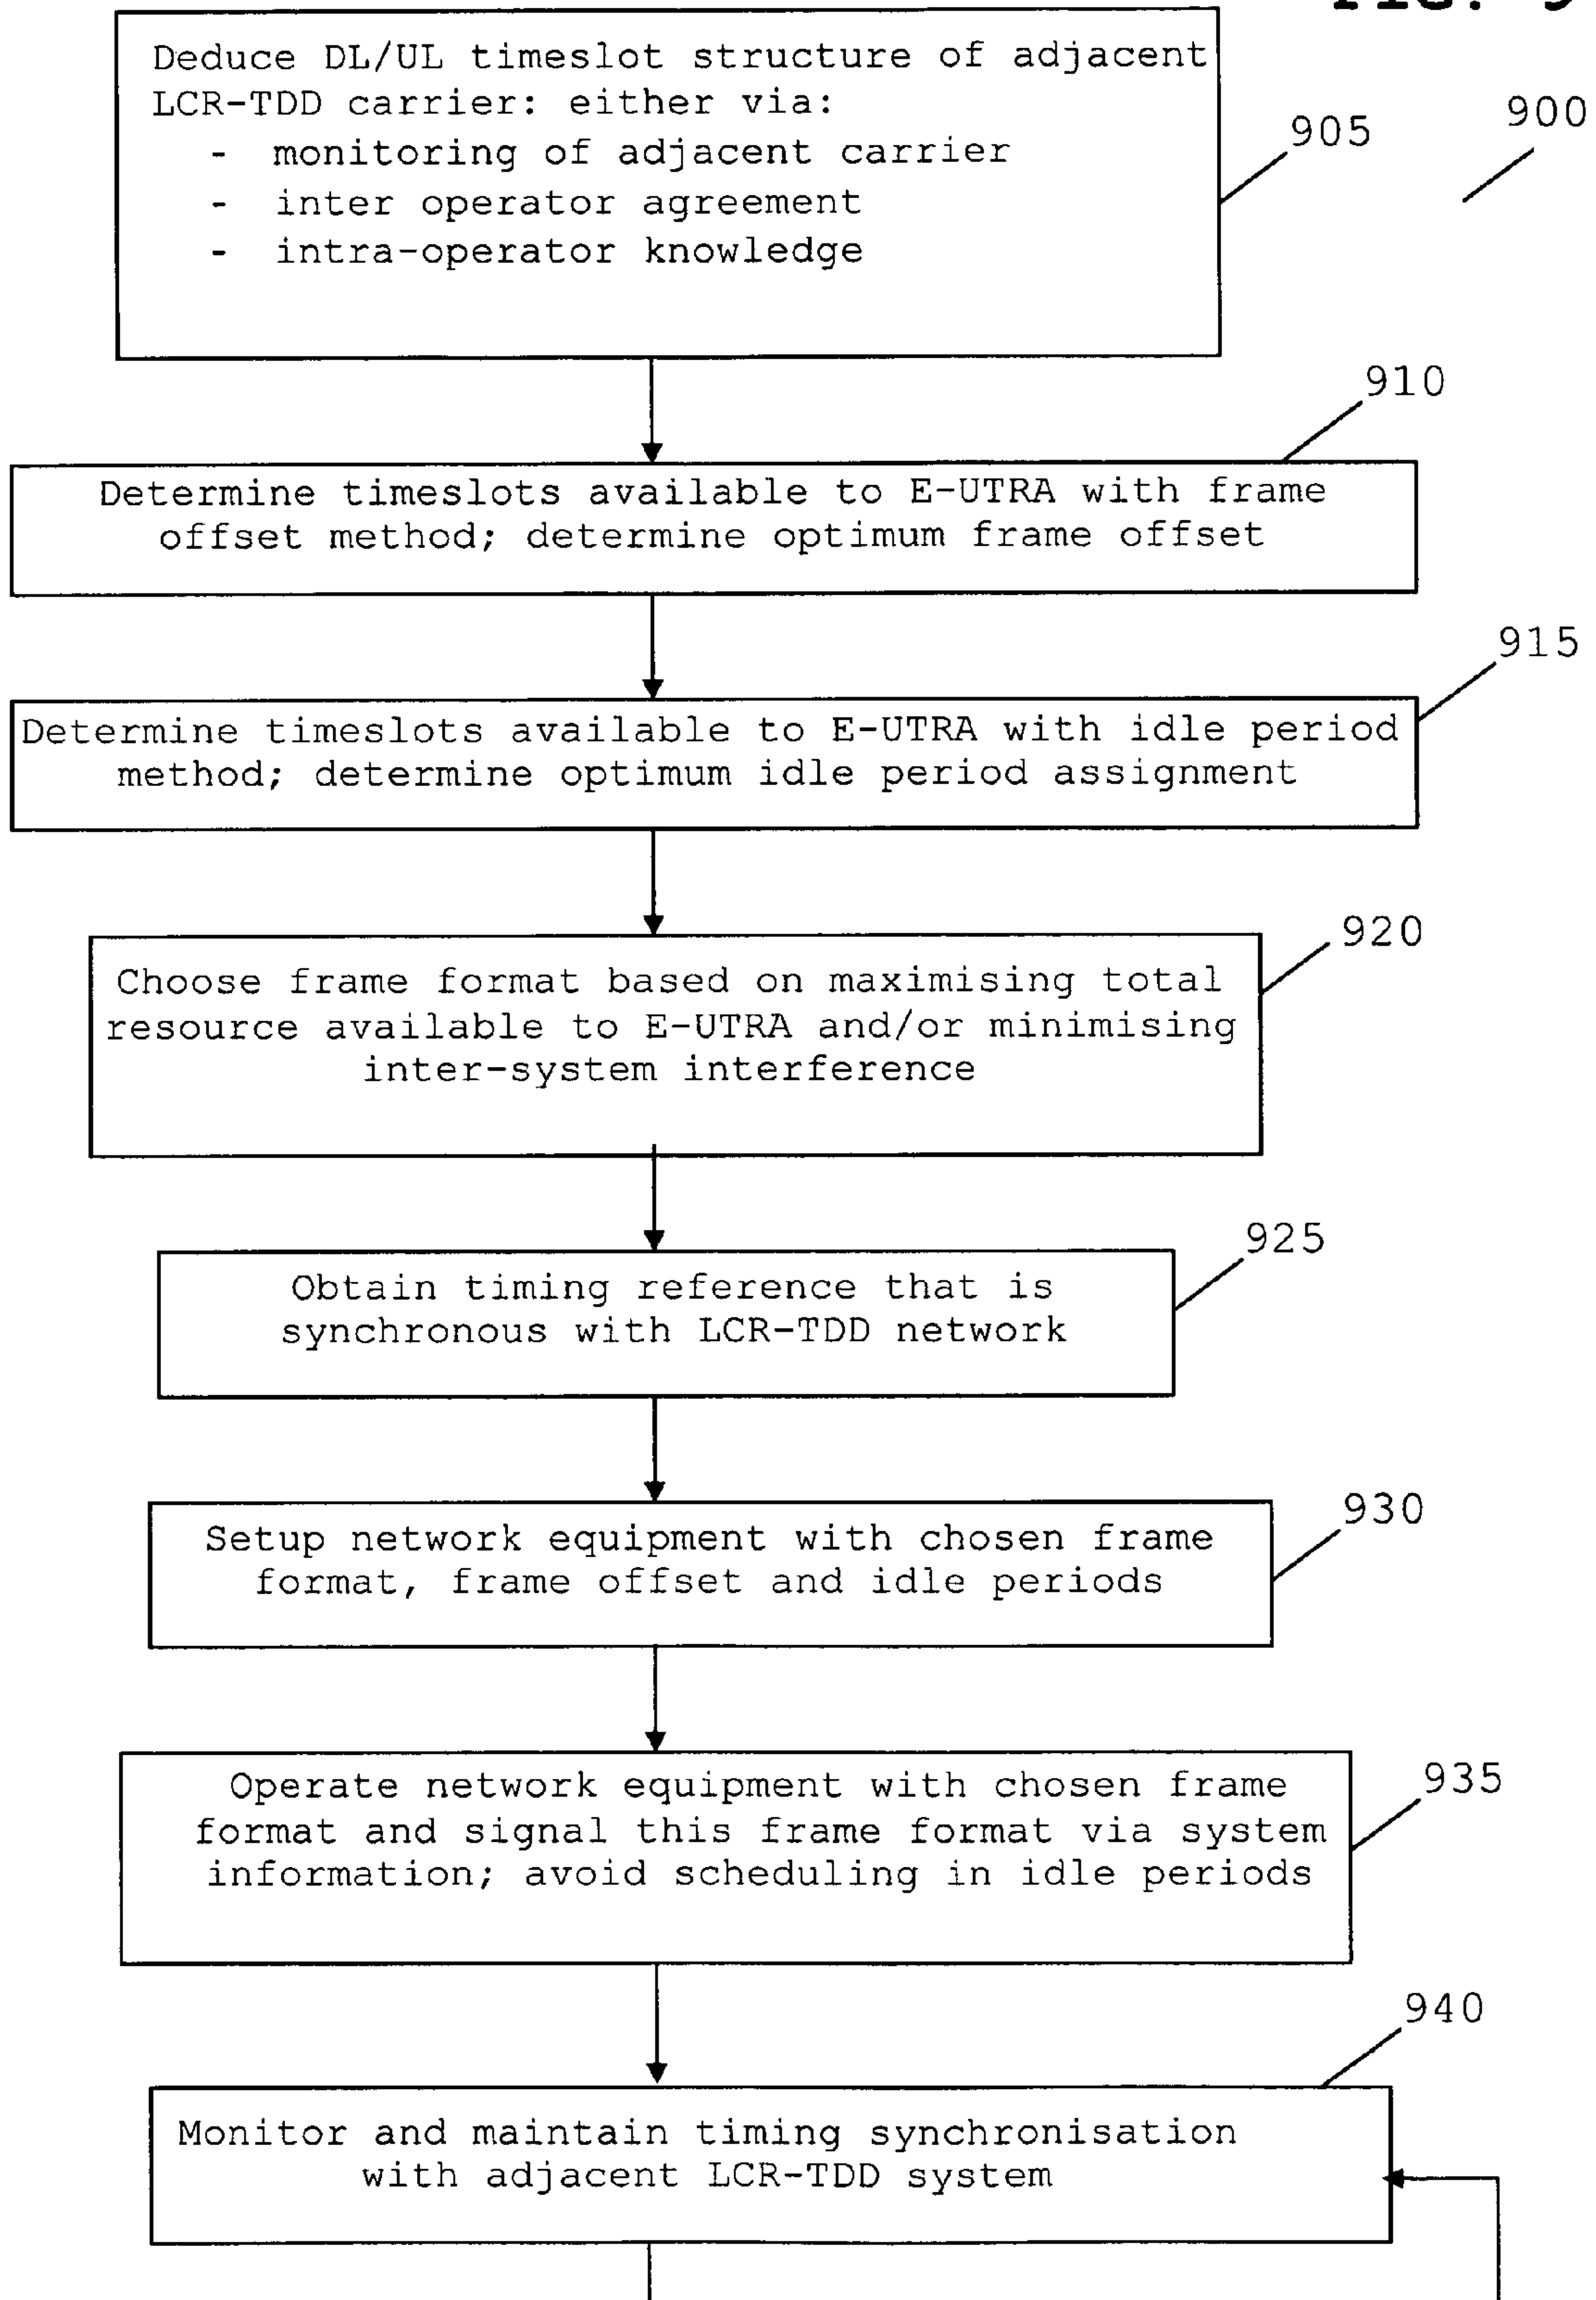 FIG. 9
900
Deduce DL/UL timeslot structure of adjacent
LCR-TDD carrier: either via:
- monitoring of adjacent carrier
- inter operator agreement
- intra-operator knowledge
905
910
Determine timeslots available to E-UTRA with frame
offset method; determine optimum frame offset
915
Determine timeslots available to E-UTRA with idle period
method; determine optimum idle period assignment
920
Choose frame format based on maximising total
resource available to E-UTRA and/or minimising
inter-system interference
925
Obtain timing reference that is
synchronous with LCR-TDD network
930
Setup network equipment with chosen frame
format, frame offset and idle periods
935
Operate network equipment with chosen frame
format and signal this frame format via system
information; avoid scheduling in idle periods
940
Monitor and maintain timing synchronisation
with adjacent LCR-TDD system